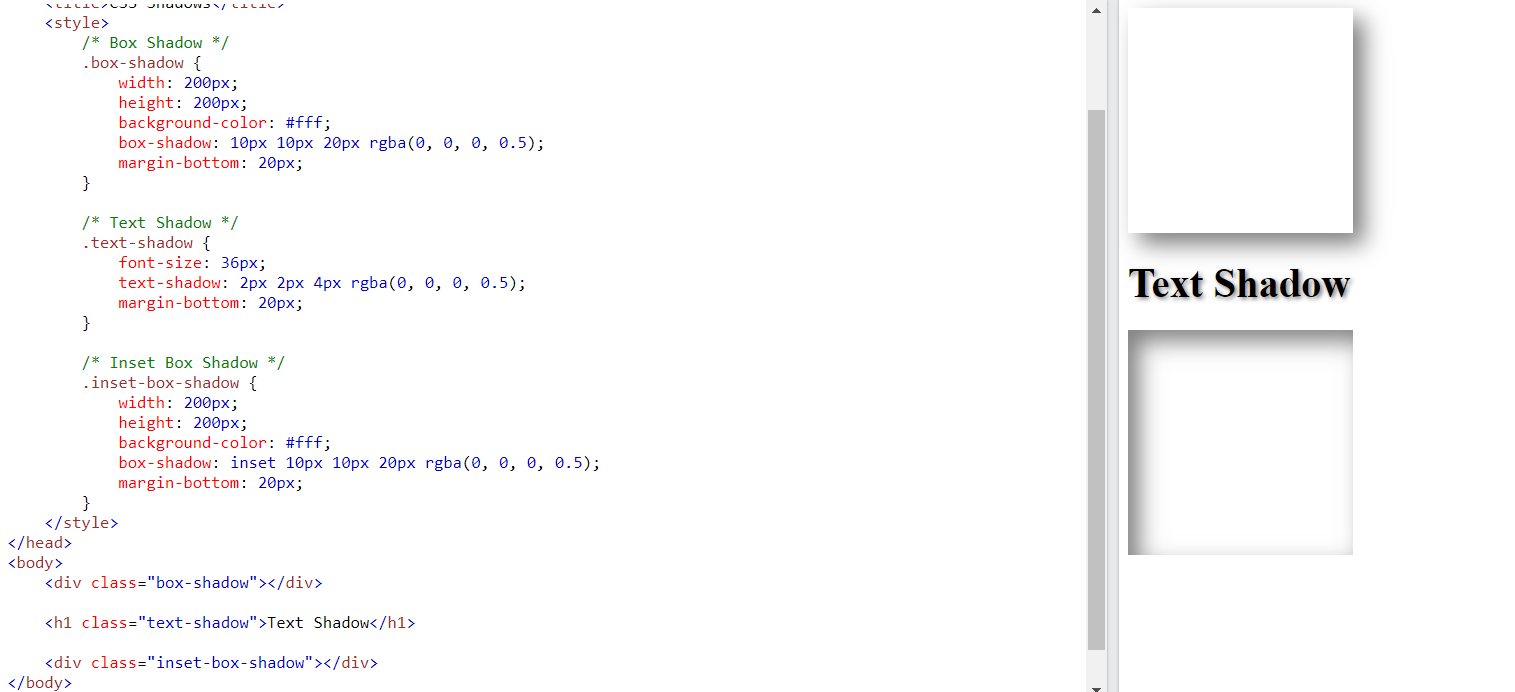 <title>CSS Shadows</title>
<style>
/* Box Shadow */
.box-shadow {
width: 200px;
height: 200px;
background-color: #fff;
box-shadow: 10px 10px 20px rgba(0, 0, 0, 0.5);
margin-bottom: 20px;
}
/* Text Shadow */
.text-shadow {
font-size: 36px;
text-shadow: 2px 2px 4px rgba(0, 0, 0, 0.5);
margin-bottom: 20px;
}
/* Inset Box Shadow */
.inset-box-shadow {
width: 200px;
height: 200px;
background-color: #fff;
box-shadow: inset 10px 10px 20px rgba(0, 0, 0, 0.5);
margin-bottom: 20px;
}
</style>
</head>
<body>
<div class="box-shadow"></div>
<h1 class="text-shadow">Text Shadow</h1>
<div class="inset-box-shadow"></div>
</body>
Text Shadow